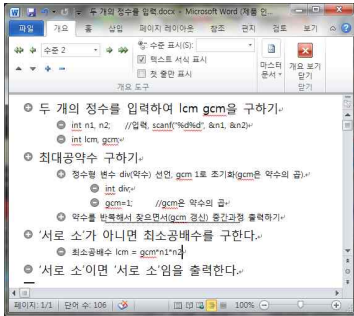 두 개의 정수를 입력.docx - Microsoft Word (제품 인...
파일 개요 홈 삽입 페이지 레이아웃 참조 편지 검토 보기
수준 2 수준 표시(S):
텍스트 서식 표시
첫 줄만 표시
마스터 문서 개요 보기 닫기
개요 도구 닫기
두 개의 정수를 입력하여 lcm gcm을 구하기
int n1, n2; //입력, scanf("%d%d", &n1, &n2)
int lcm, gcm;
최대공약수 구하기
정수형 변수 div(약수) 선언, gcm 1로 초기화(gcm은 약수의 곱).
int div;
gcm=1; //gcm은 약수의 곱
약수를 반복해서 찾으면서(gcm 갱신) 중간과정 출력하기
'서로 소'가 아니면 최소공배수를 구한다.
최소공배수 lcm = gcm*n1*n2
'서로 소'이면 '서로 소'임을 출력한다.
페이지: 1/1 단어 수: 106 100%